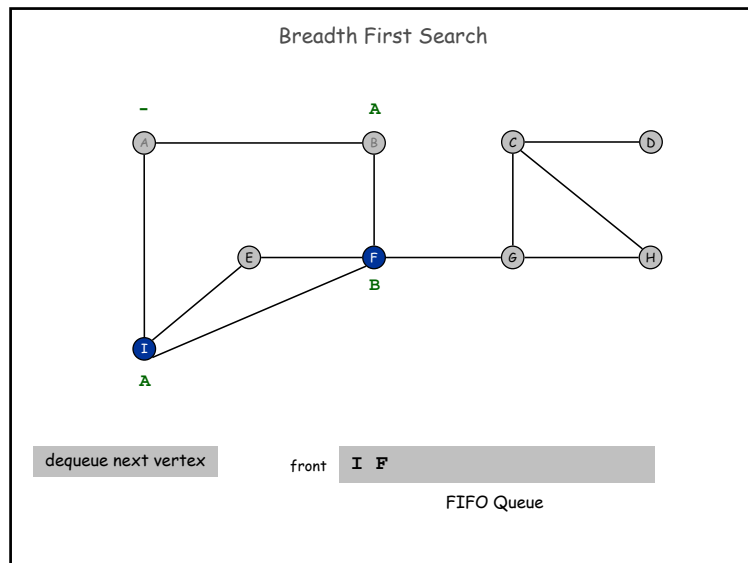 Breadth First Search
- A
A B C D
E F G H
B
I
A
dequeue next vertex front I F
FIFO Queue